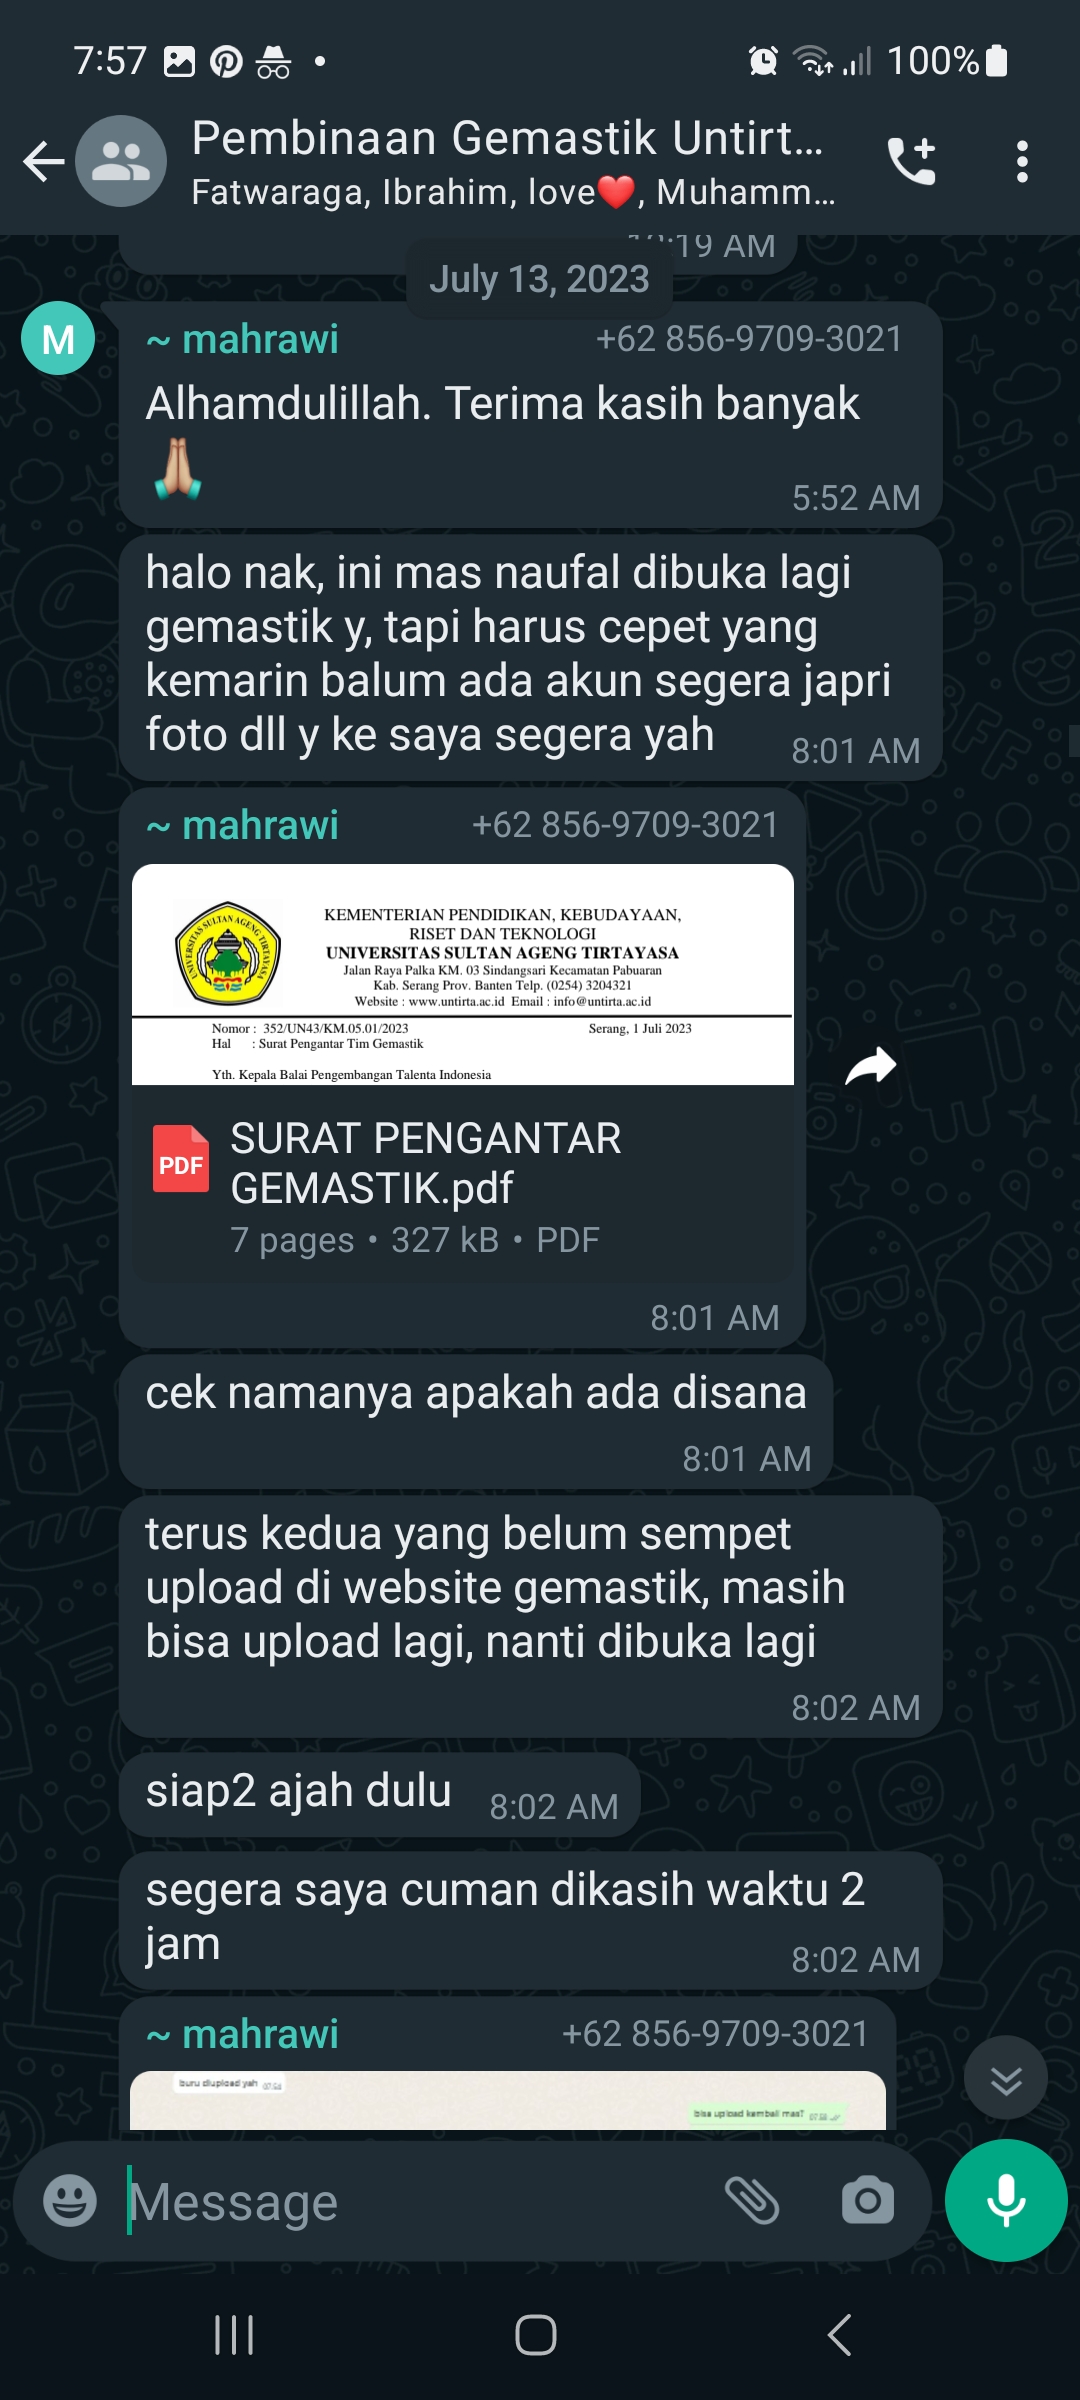 7:57
100%
Pembinaan Gemastik Untirt...
Fatwaraga, Ibrahim, love❤️, Muhamm...
:19 AM
July 13, 2023
M
~ mahrawi +62 856-9709-3021
Alhamdulillah. Terima kasih banyak
🙏🏼
5:52 AM
halo nak, ini mas naufal dibuka lagi
gemastik y, tapi harus cepet yang
kemarin balum ada akun segera japri
foto dll y ke saya segera yah
8:01 AM
~ mahrawi +62 856-9709-3021
UNIVERSITAS SULTAN AGENG TIRTAYASA
KEMENTERIAN PENDIDIKAN, KEBUDAYAAN,
RISET DAN TEKNOLOGI
UNIVERSITAS SULTAN AGENG TIRTAYASA
Jalan Raya Palka KM. 03 Sindangsari Kecamatan Pabuaran
Kab. Serang Prov. Banten Telp. (0254) 3204321
Website : www.untirta.ac.id Email : info@untirta.ac.id
Nomor : 352/UN43/KM.05.01/2023 Serang, 1 Juli 2023
Hal : Surat Pengantar Tim Gemastik
Yth. Kepala Balai Pengembangan Talenta Indonesia
PDF
SURAT PENGANTAR
GEMASTIK.pdf
7 pages • 327 kB • PDF
8:01 AM
cek namanya apakah ada disana
8:01 AM
terus kedua yang belum sempet
upload di website gemastik, masih
bisa upload lagi, nanti dibuka lagi
8:02 AM
siap2 ajah dulu 8:02 AM
segera saya cuman dikasih waktu 2
jam
8:02 AM
~ mahrawi +62 856-9709-3021
buru diupload yah
bisa upload kembali mas?
Message